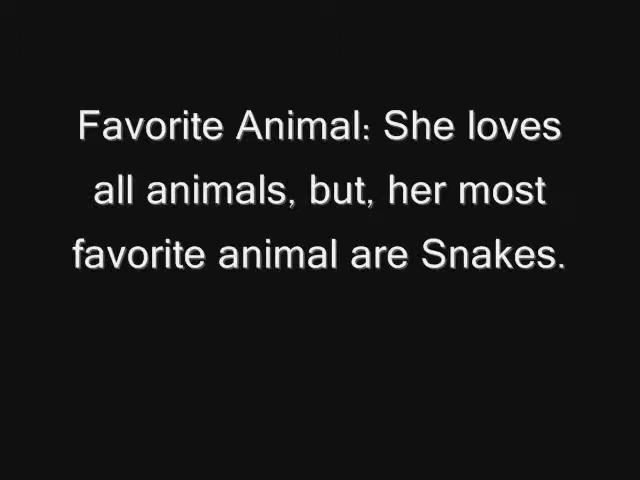 Favorite Animal: She loves
all animals, but, her most
favorite animal are Snakes.